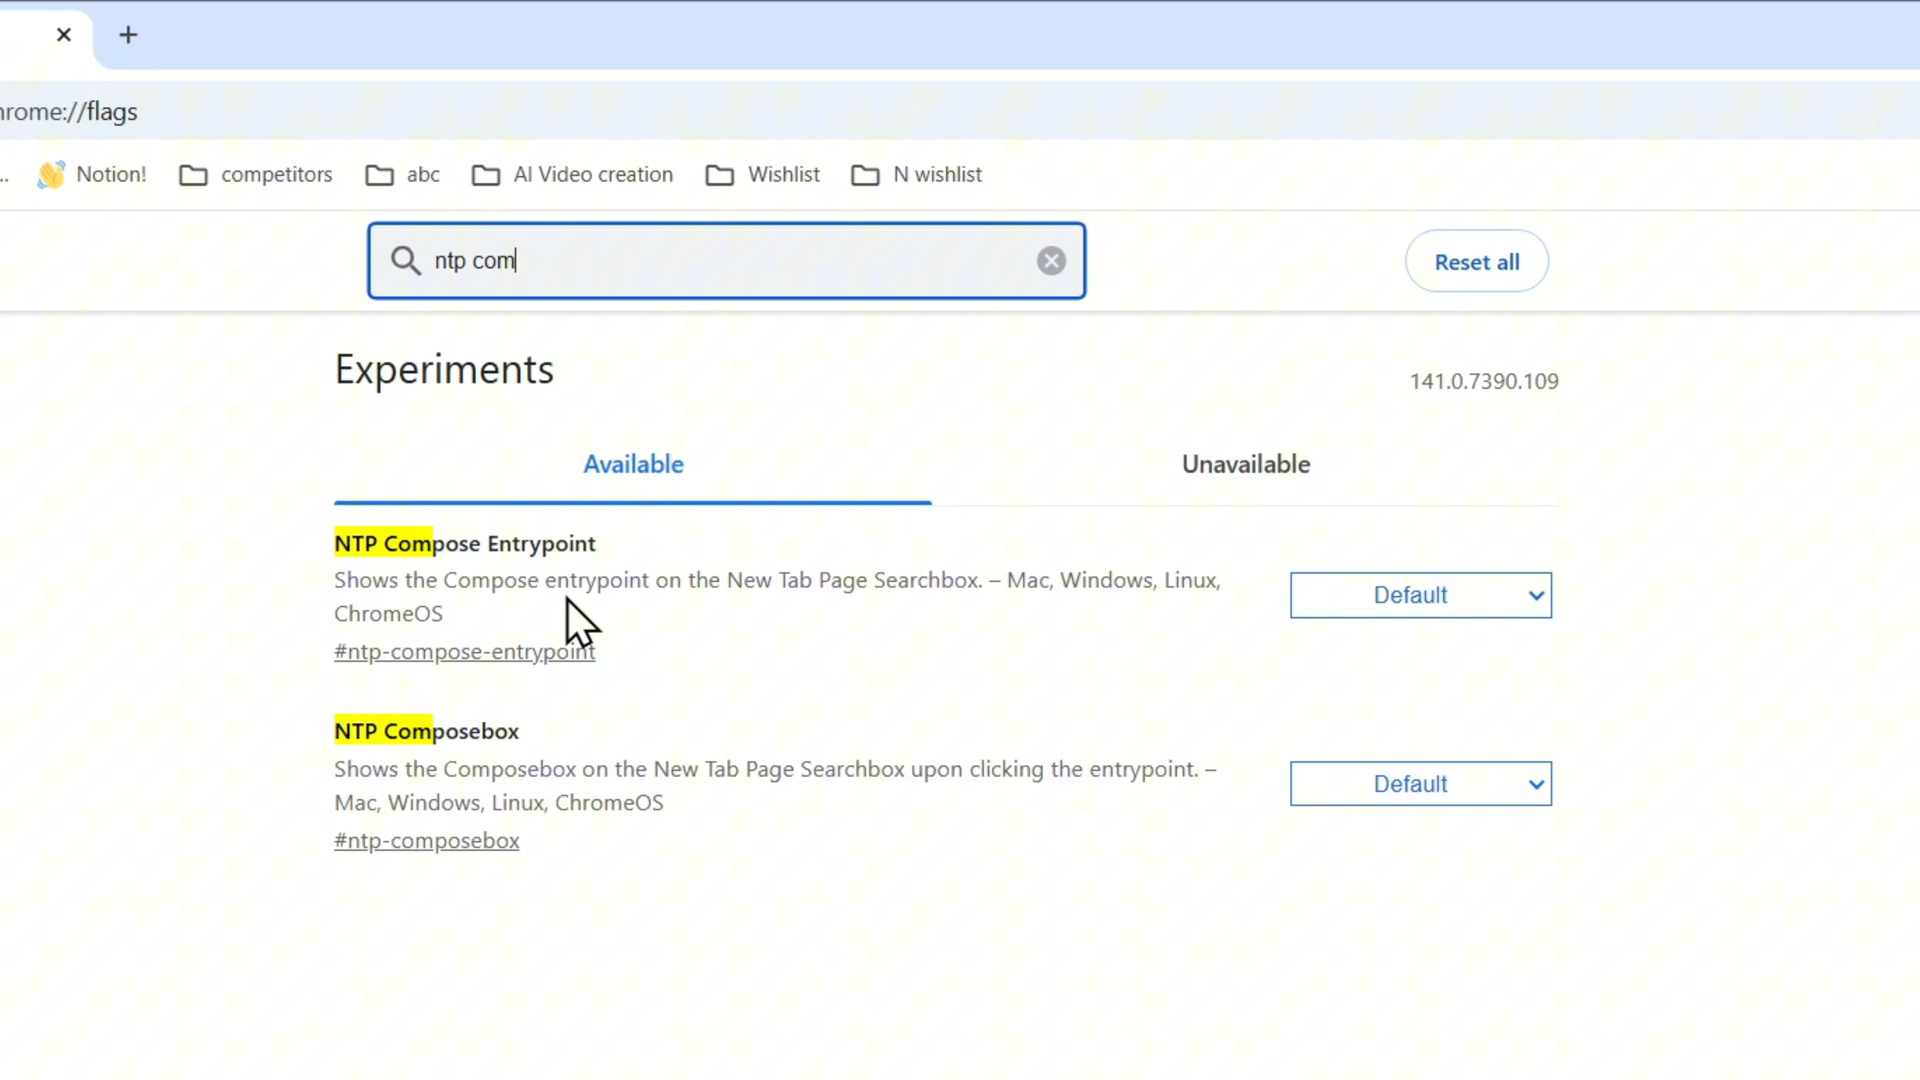 hrome://flags
.. Notion! competitors abc AI Video creation Wishlist N wishlist
ntp com
Reset all
Experiments
141.0.7390.109
Available
Unavailable
NTP Compose Entrypoint
Shows the Compose entrypoint on the New Tab Page Searchbox. – Mac, Windows, Linux,
ChromeOS
#ntp-compose-entrypoint
Default
NTP Composebox
Shows the Composebox on the New Tab Page Searchbox upon clicking the entrypoint. –
Mac, Windows, Linux, ChromeOS
#ntp-composebox
Default